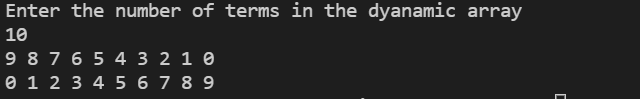 Enter the number of terms in the dyanamic array
10
9 8 7 6 5 4 3 2 1 0
0 1 2 3 4 5 6 7 8 9